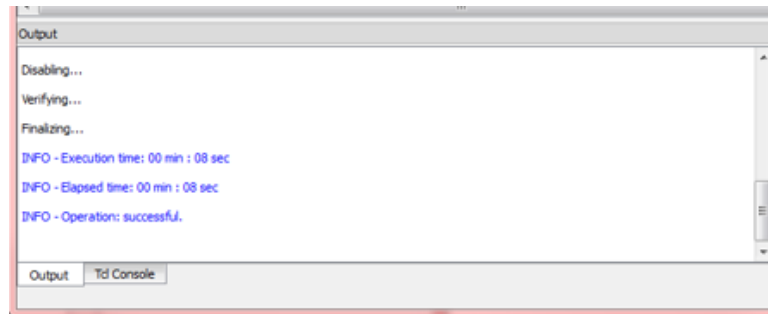 Output
Disabling...
Verifying...
Finalizing...
INFO - Execution time: 00 min : 08 sec
INFO - Elapsed time: 00 min : 08 sec
INFO - Operation: successful.
Output Tcl Console